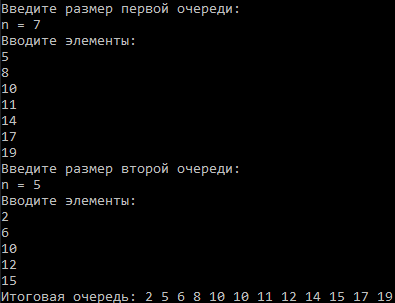 Введите размер первой очереди:
n = 7
Вводите элементы:
5
8
10
11
14
17
19
Введите размер второй очереди:
n = 5
Вводите элементы:
2
6
10
12
15
Итоговая очередь: 2 5 6 8 10 10 11 12 14 15 17 19